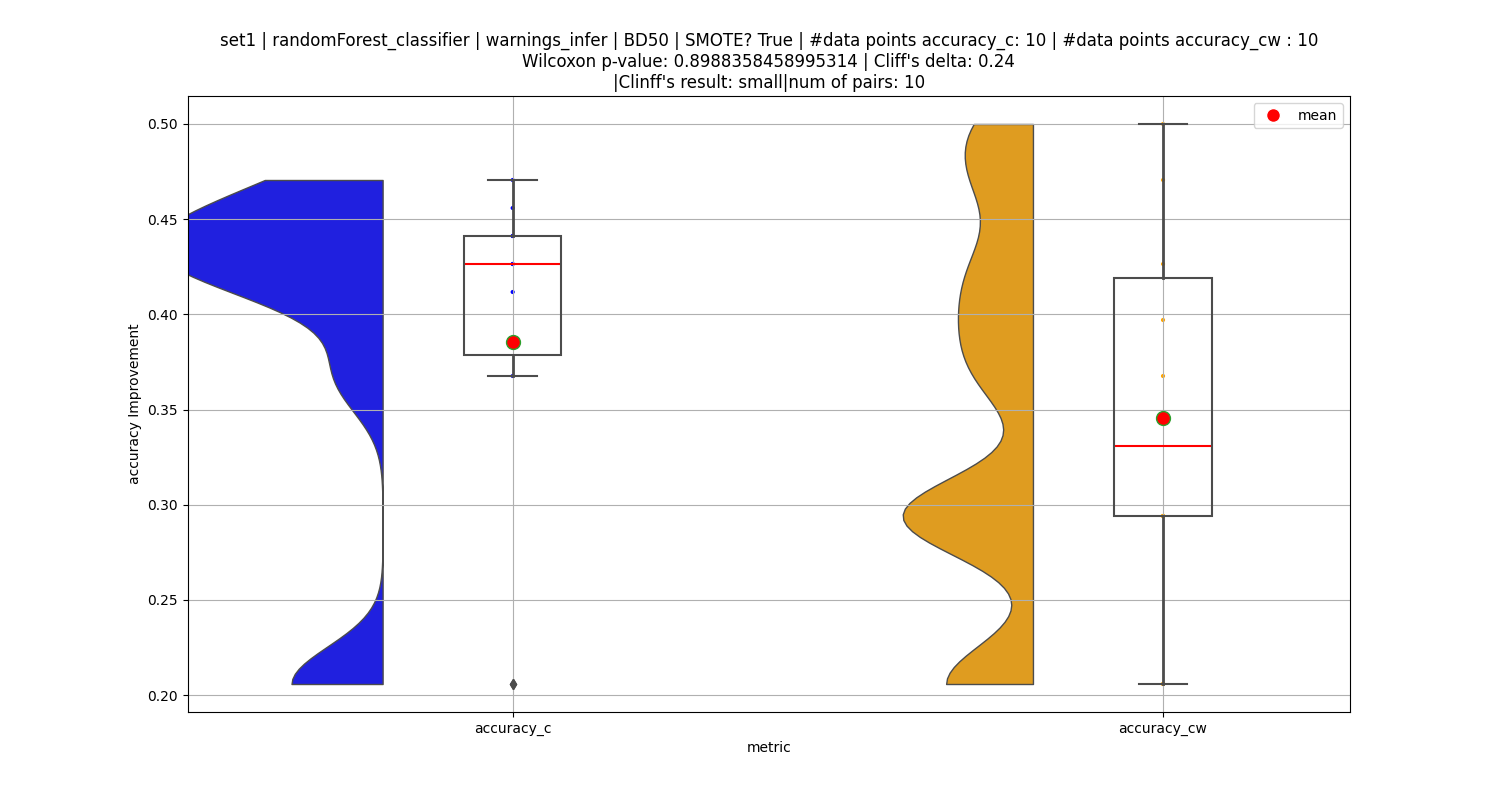 set1 | randomForest_classifier | warnings_infer | BD50 | SMOTE? True | #data points accuracy_c: 10 | #data points accuracy_cw : 10
Wilcoxon p-value: 0.8988358458995314 | Cliff's delta: 0.24
|Clinff's result: small|num of pairs: 10
mean
0.50
0.45
0.40
0.35
0.30
0.25
0.20
accuracy Improvement
accuracy_c
accuracy_cw
metric